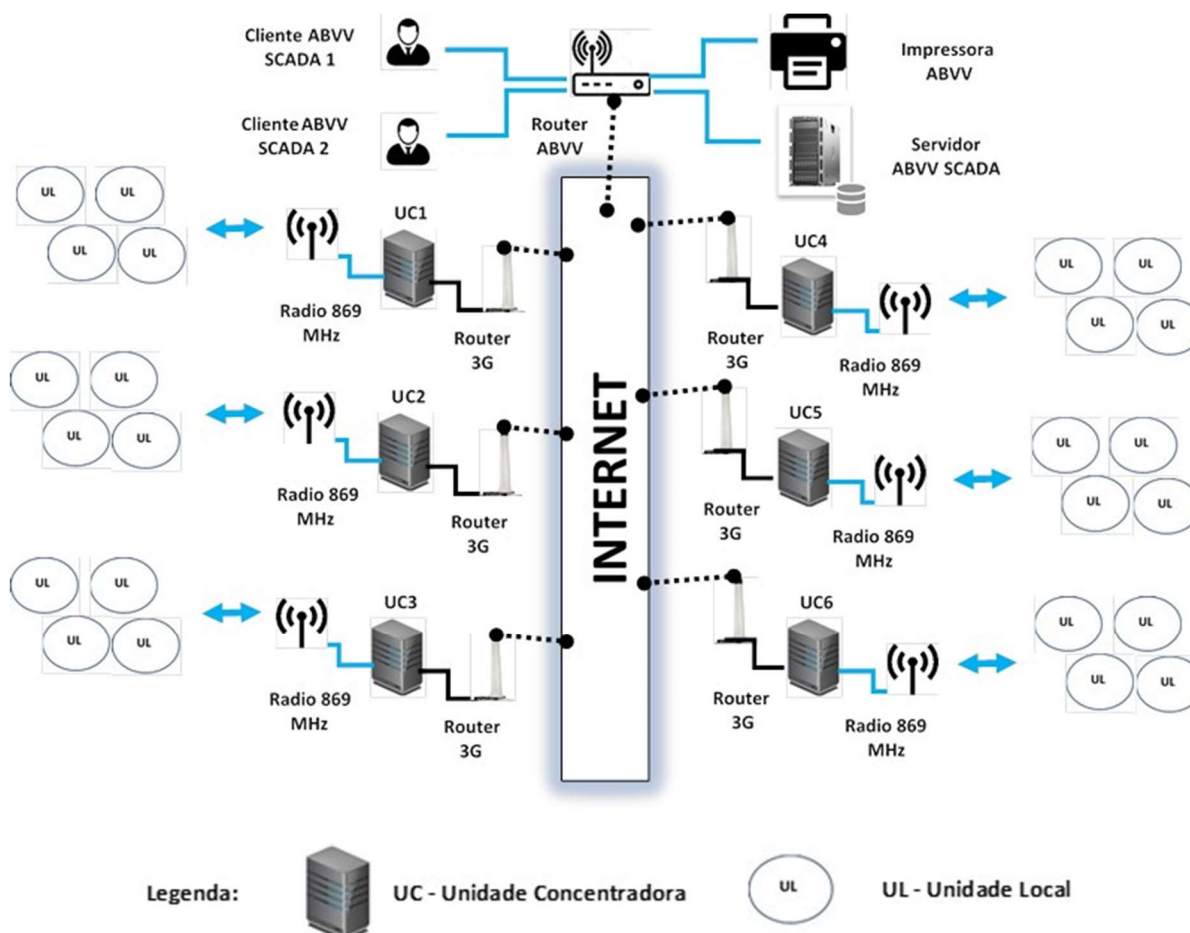 Cliente ABVV
SCADA 1
Impressora
ABVV
Cliente ABVV
SCADA 2
Router
ABVV
Servidor
ABVV SCADA
UL
UL
UL
UL
UC1
Radio 869
MHz
Router
3G
UC4
Router
3G
Radio 869
MHz
UL
UL
UL
UL
UL
UL
UL
UL
UC2
Radio 869
MHz
Router
3G
INTERNET
UC5
Router
3G
Radio 869
MHz
UL
UL
UL
UL
UL
UL
UL
UL
UC3
Radio 869
MHz
Router
3G
UC6
Router
3G
Radio 869
MHz
UL
UL
UL
UL
Legenda:
UC - Unidade Concentradora
UL
UL - Unidade Local